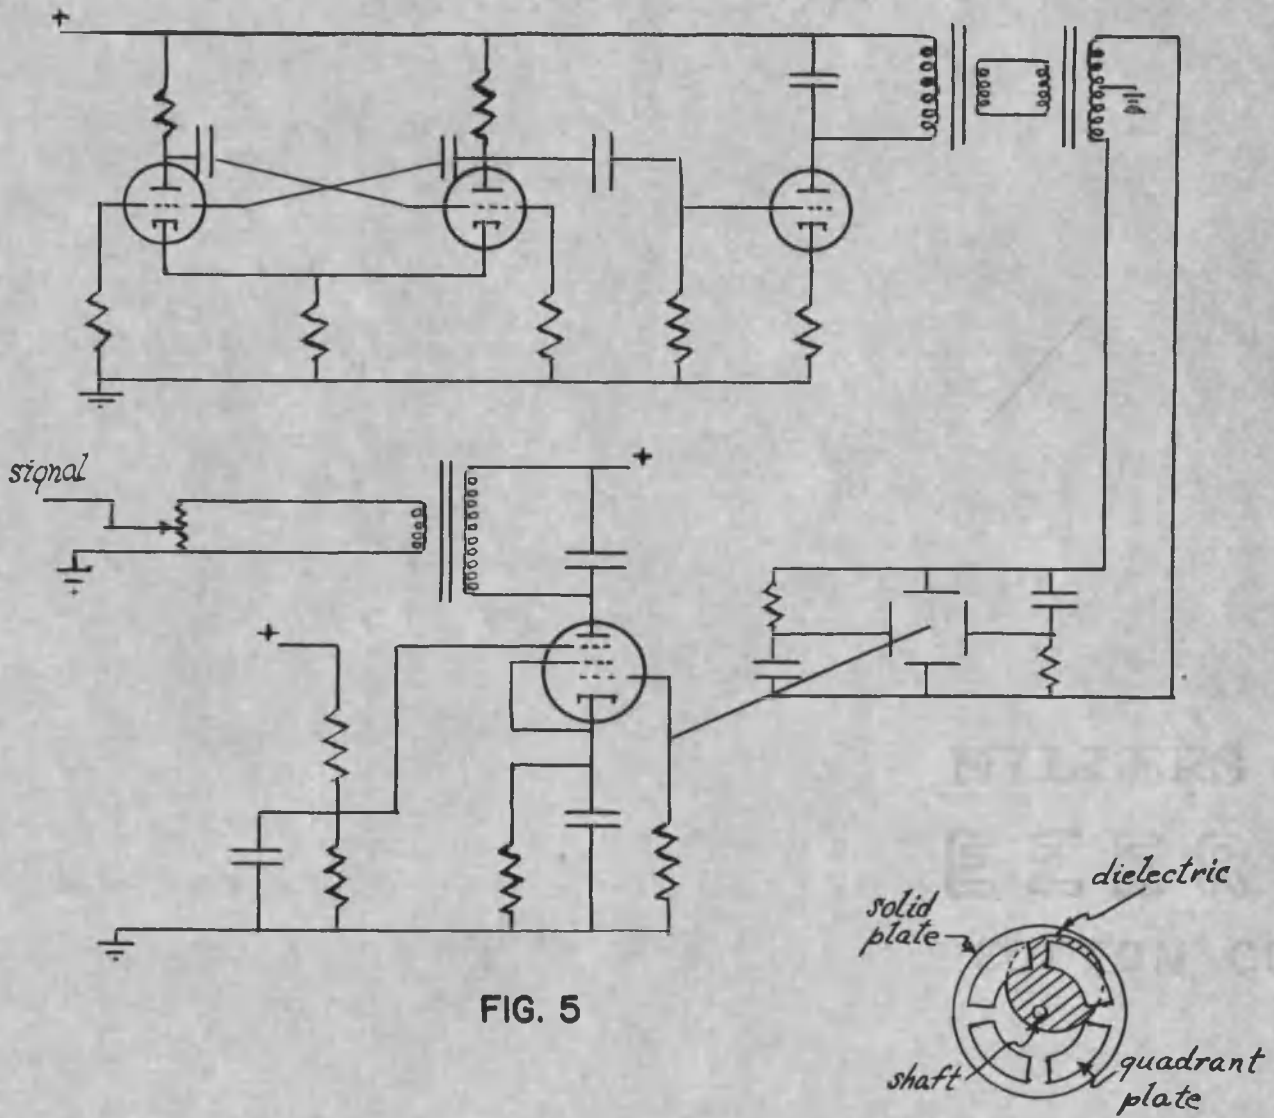 +
signal
+
+
dielectric
solid
plate
FIG. 5
shaft
quadrant
plate